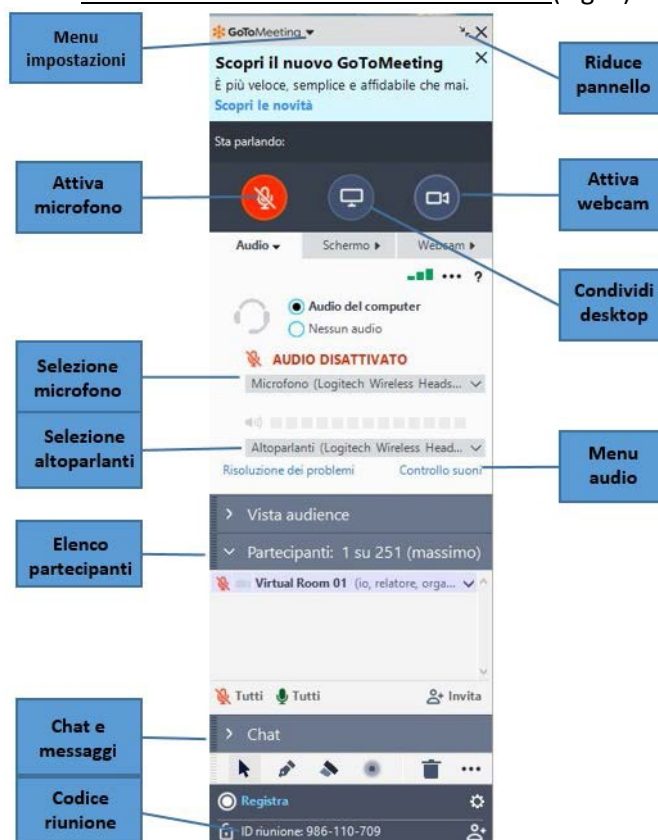 Menu
impostazioni
GoToMeeting
Scopri il nuovo GoToMeeting
È più veloce, semplice e affidabile che mai.
Scopri le novità
Riduce
pannello
Sta parlando:
Attiva
microfono
Attiva
webcam
Audio Schermo Webcam
?
Condividi
desktop
Audio del computer
Nessun audio
AUDIO DISATTIVATO
Selezione
microfono
Microfono (Logitech Wireless Heads...
Selezione
altoparlanti
Altoparlanti (Logitech Wireless Head...
Risoluzione dei problemi Controllo suoni
Menu
audio
Vista audience
Elenco
partecipanti
Partecipanti: 1 su 251 (massimo)
Virtual Room 01 (io, relatore, orga...
Tutti Tutti Invita
Chat e
messaggi
Chat
Codice
riunione
Registra
ID riunione: 986-110-709